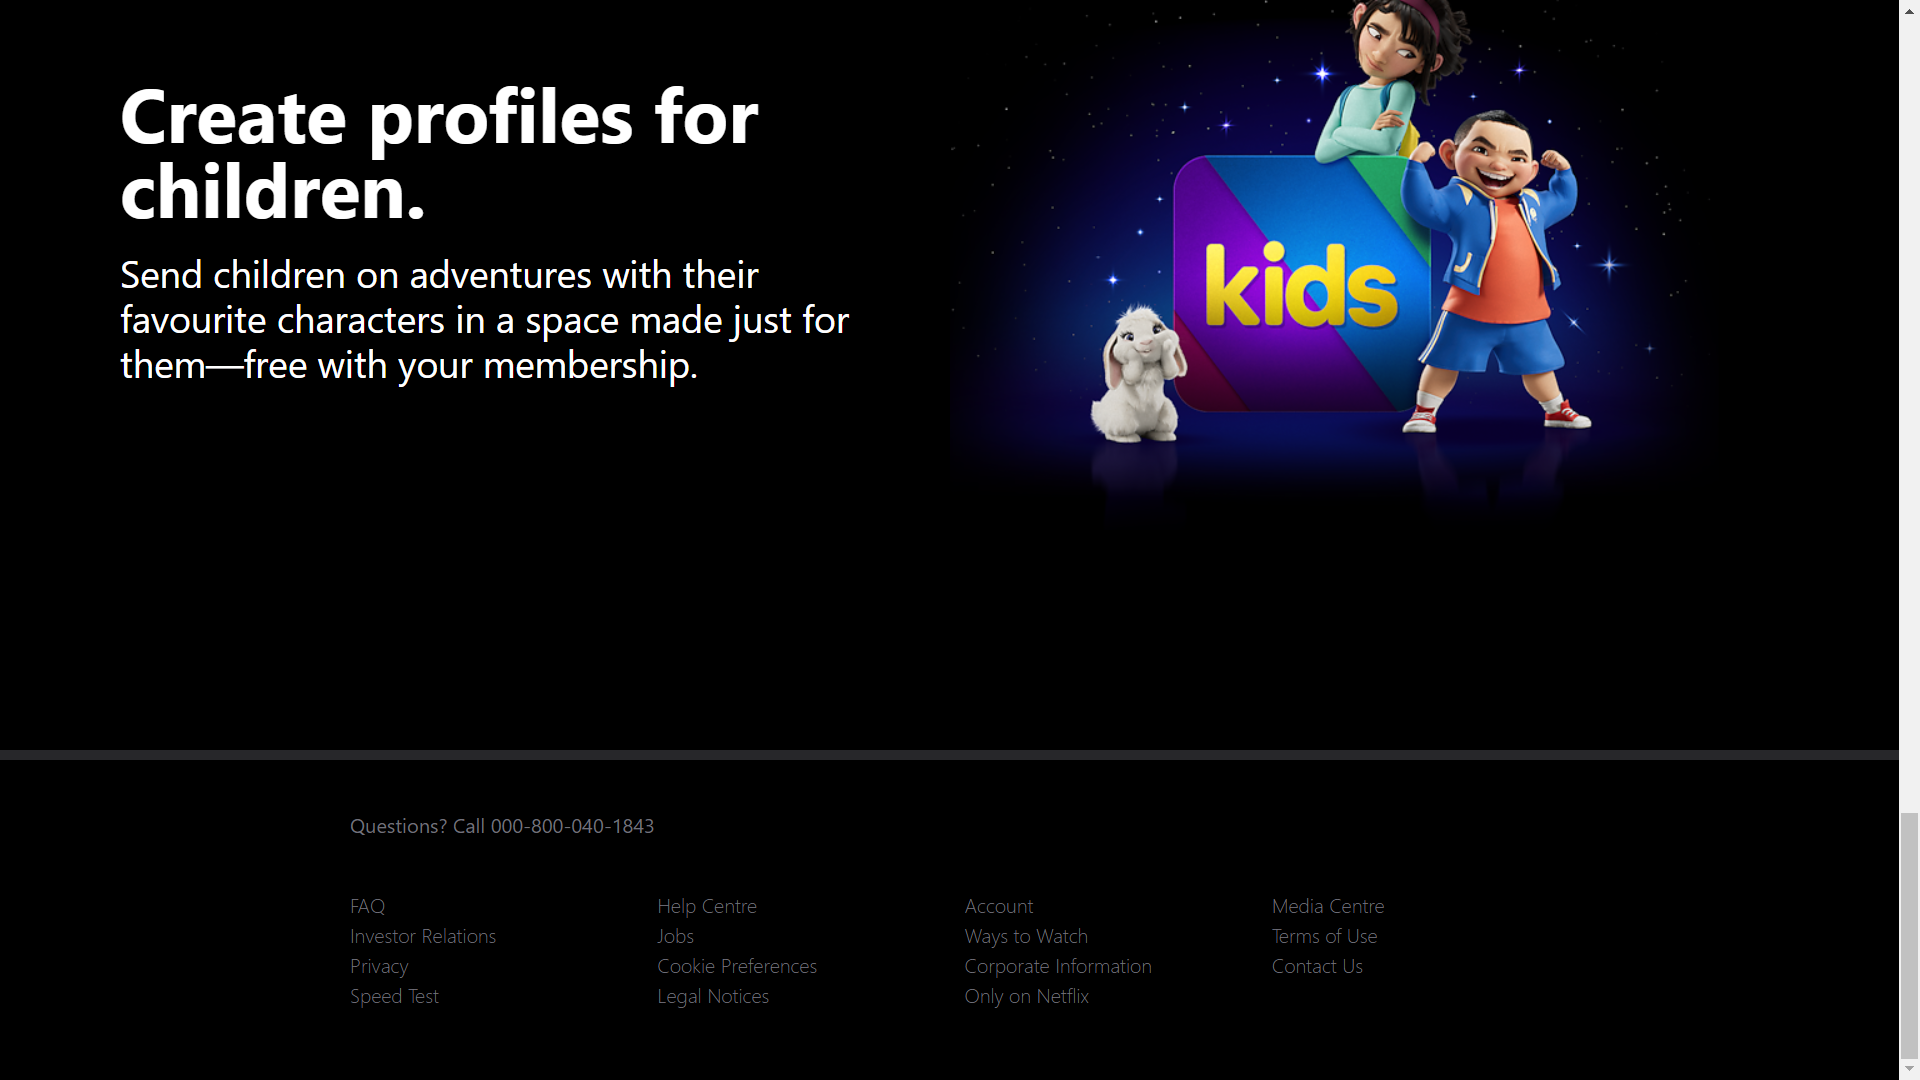 Create profiles for
children.
Send children on adventures with their
favourite characters in a space made just for
them—free with your membership.
kids
Questions? Call 000-800-040-1843
FAQ
Help Centre
Account
Media Centre
Investor Relations
Jobs
Ways to Watch
Terms of Use
Privacy
Cookie Preferences
Corporate Information
Contact Us
Speed Test
Legal Notices
Only on Netflix